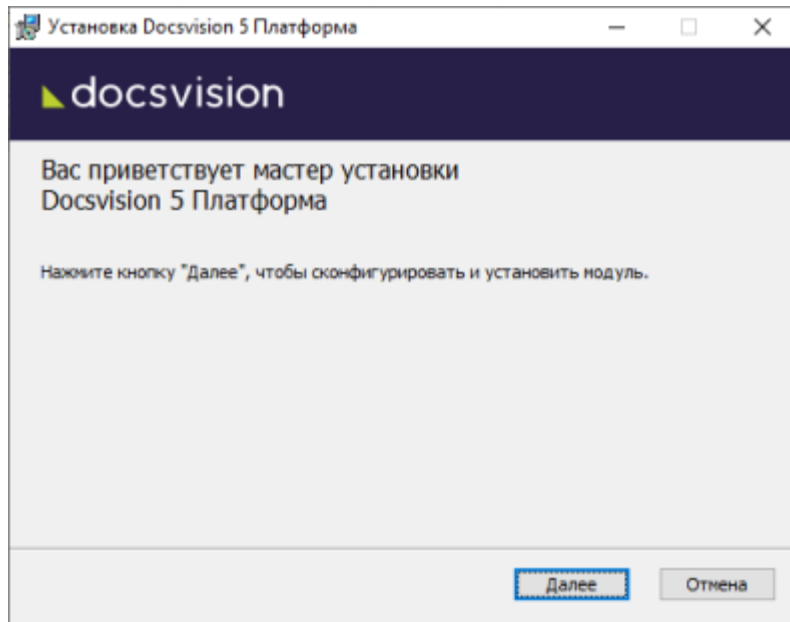 Установка Docsvision 5 Платформа
docsvision
Вас приветствует мастер установки
Docsvision 5 Платформа
Нажмите кнопку "Далее", чтобы сконфигурировать и установить модуль.
Далее Отмена